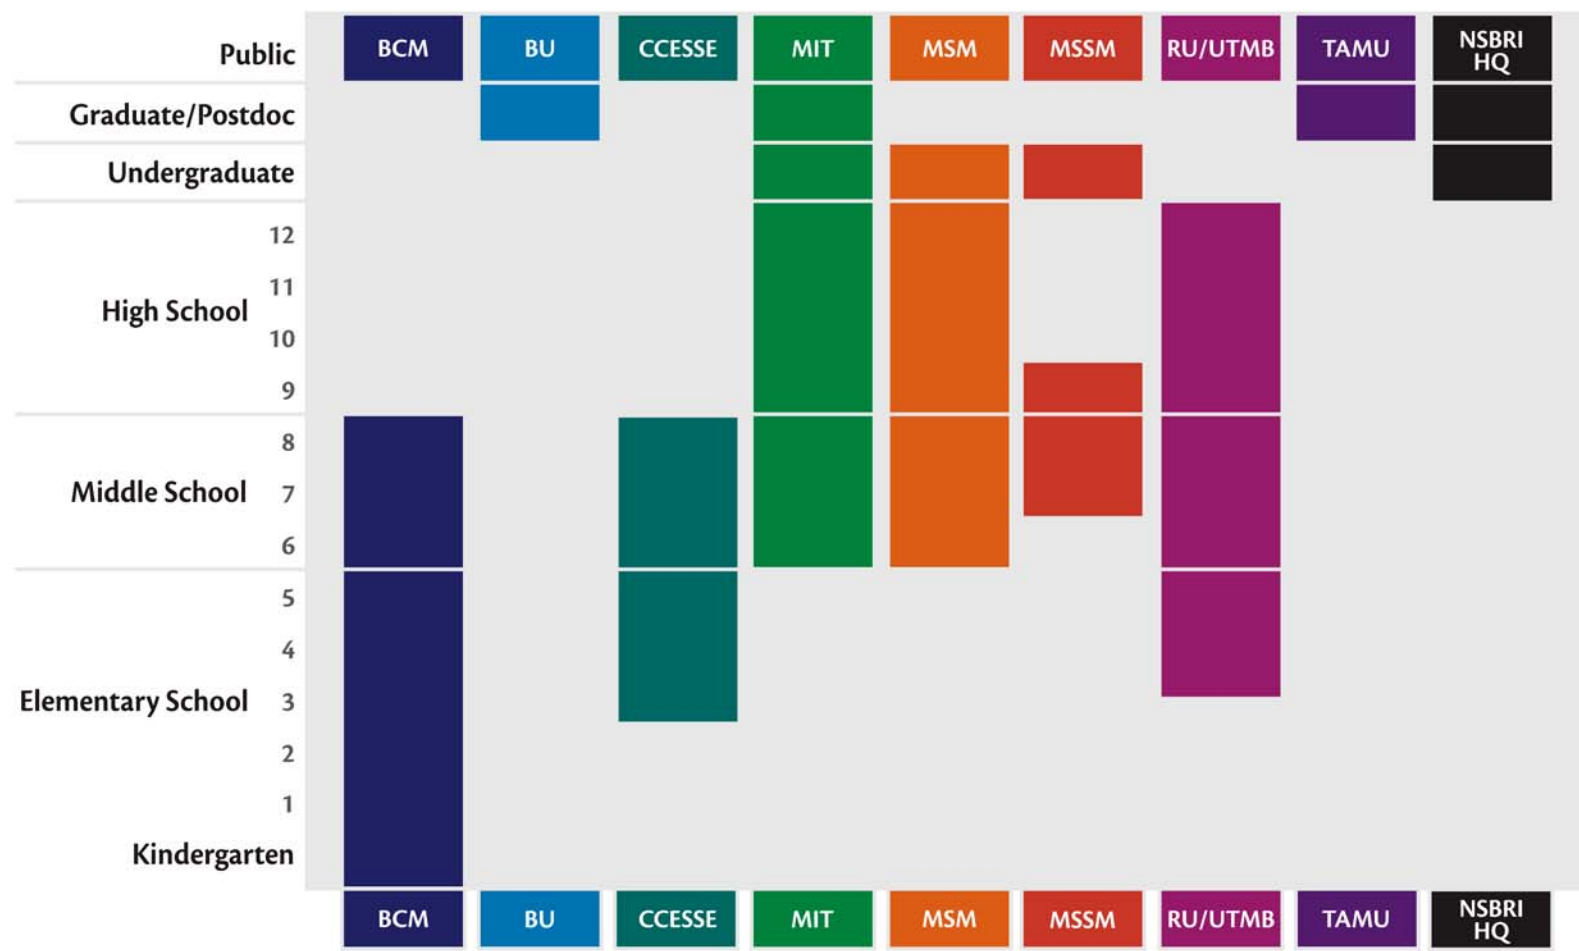 Public
BCM
BU
CCESSE
MIT
MSM
MSSM
RU/UTMB
TAMU
NSBRI
HQ
Graduate/Postdoc
Undergraduate
12
11
High School
10
9
8
Middle School 7
6
5
4
Elementary School 3
2
1
Kindergarten
BCM
BU
CCESSE
MIT
MSM
MSSM
RU/UTMB
TAMU
NSBRI
HQ